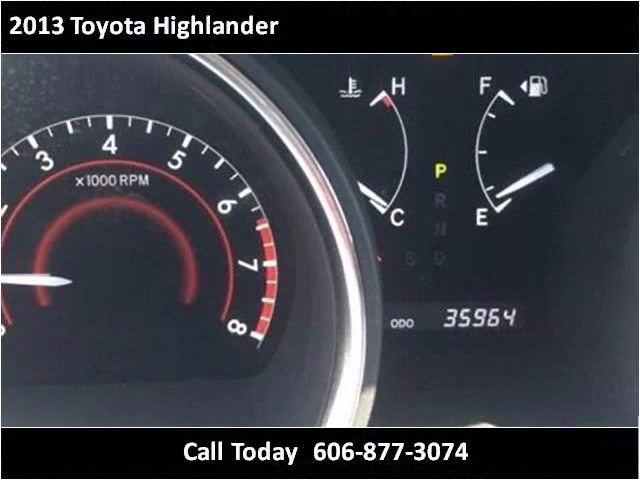 2013 Toyota Highlander
H F
3 4 5 6 7 8
x1000 RPM
P
R
N
S D
C E
ODO 35964
Call Today 606-877-3074